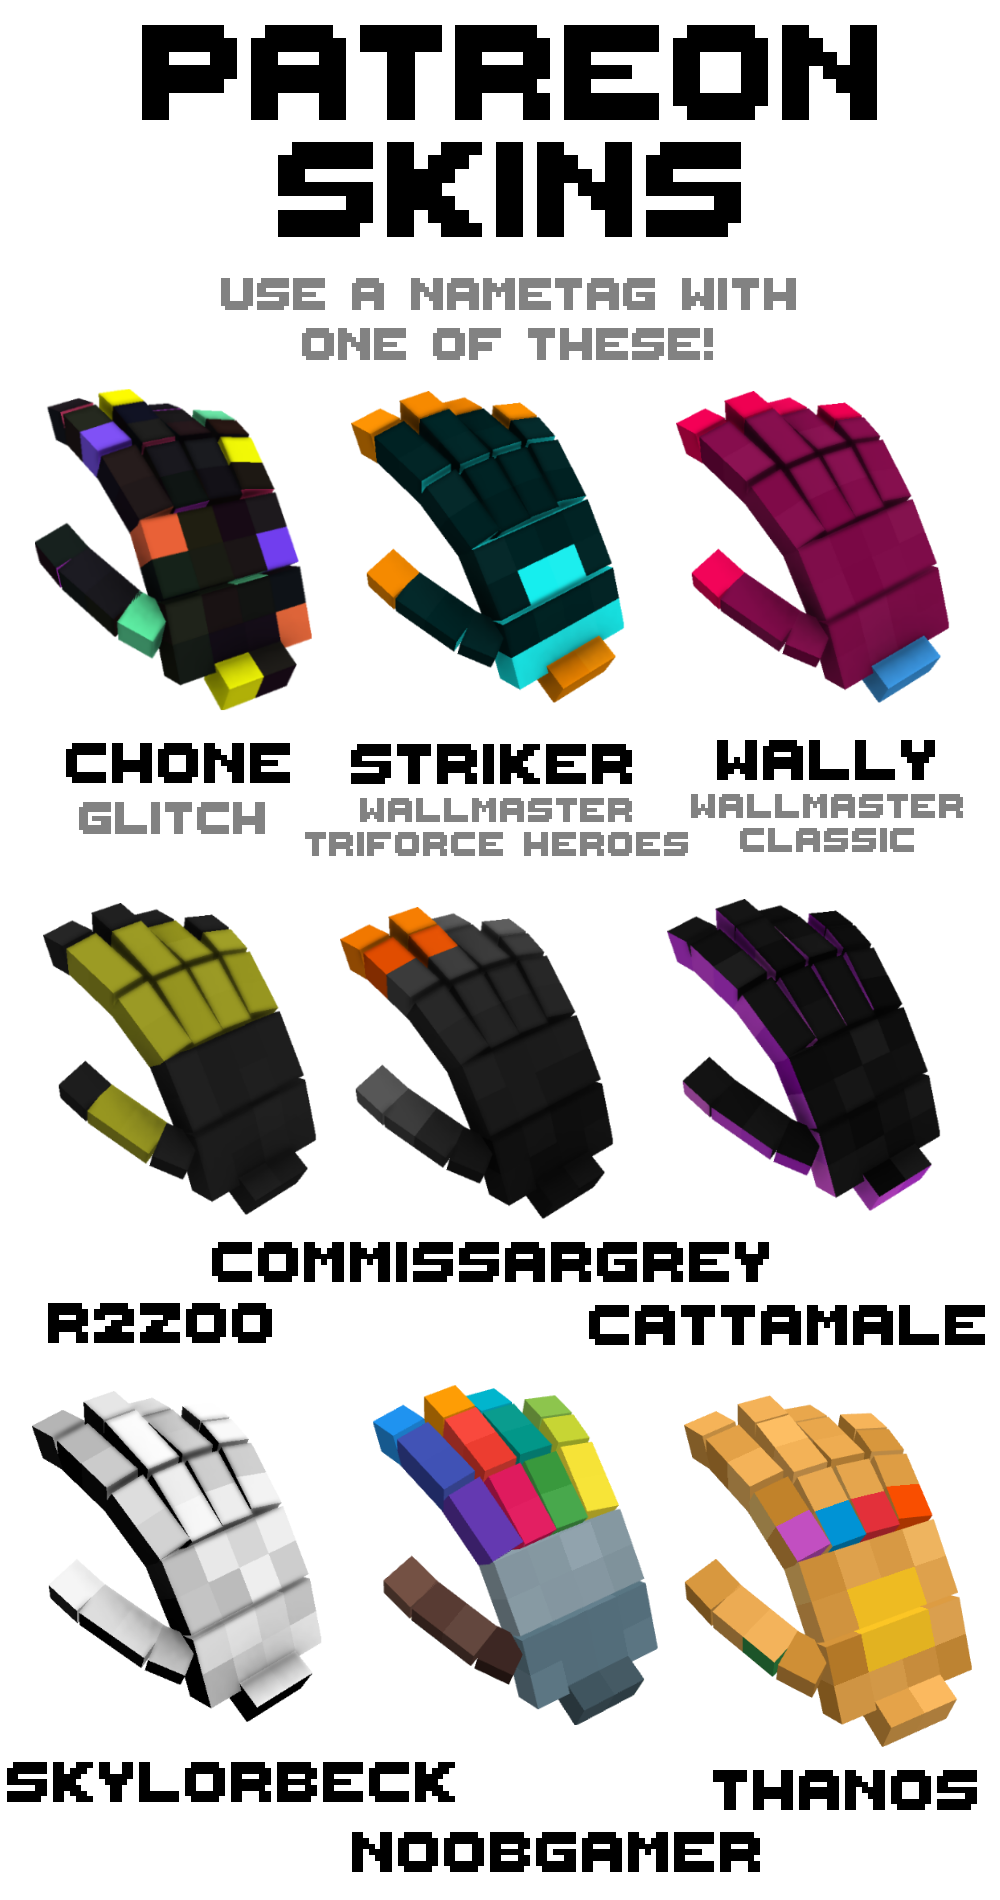 PATREON
SKINS
USE A NAMETAG WITH
ONE OF THESE!
CHONE
GLITCH
STRIKER
WALLMASTER
TRIFORCE HEROES
WALLY
WALLMASTER
CLASSIC
COMMISSARGREY
R2ZOO
CATTAMALE
SKYLORBECK
THANOS
NOOBGAMER